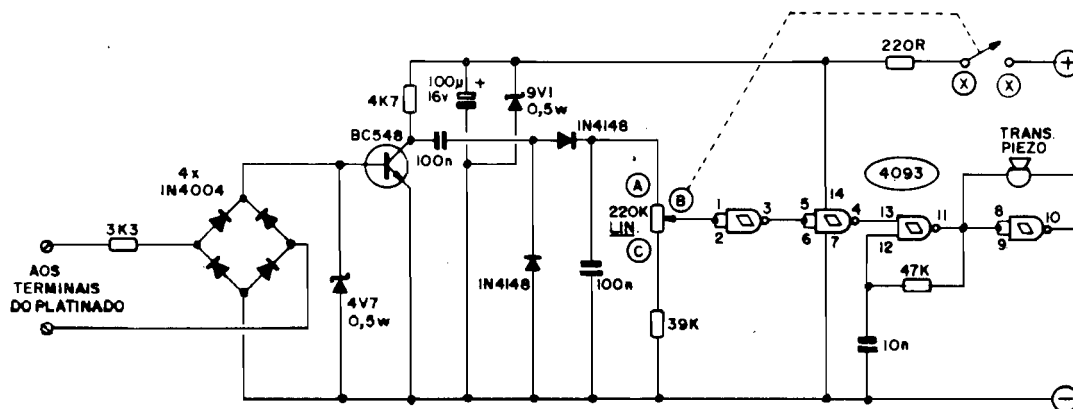 220R
X
X
+
4K7
100µ +
16v
9V1
0,5w
1N4148
BC548
100n
TRANS.
PIEZO
4x
1N4004
4093
A
B
220K
LIN.
C
1
2
3
5
6
14
4
7
13
12
11
8
9
10
3K3
AOS
TERMINAIS
DO PLATINADO
4V7
0,5w
1N4148
100n
39K
47K
10n
−